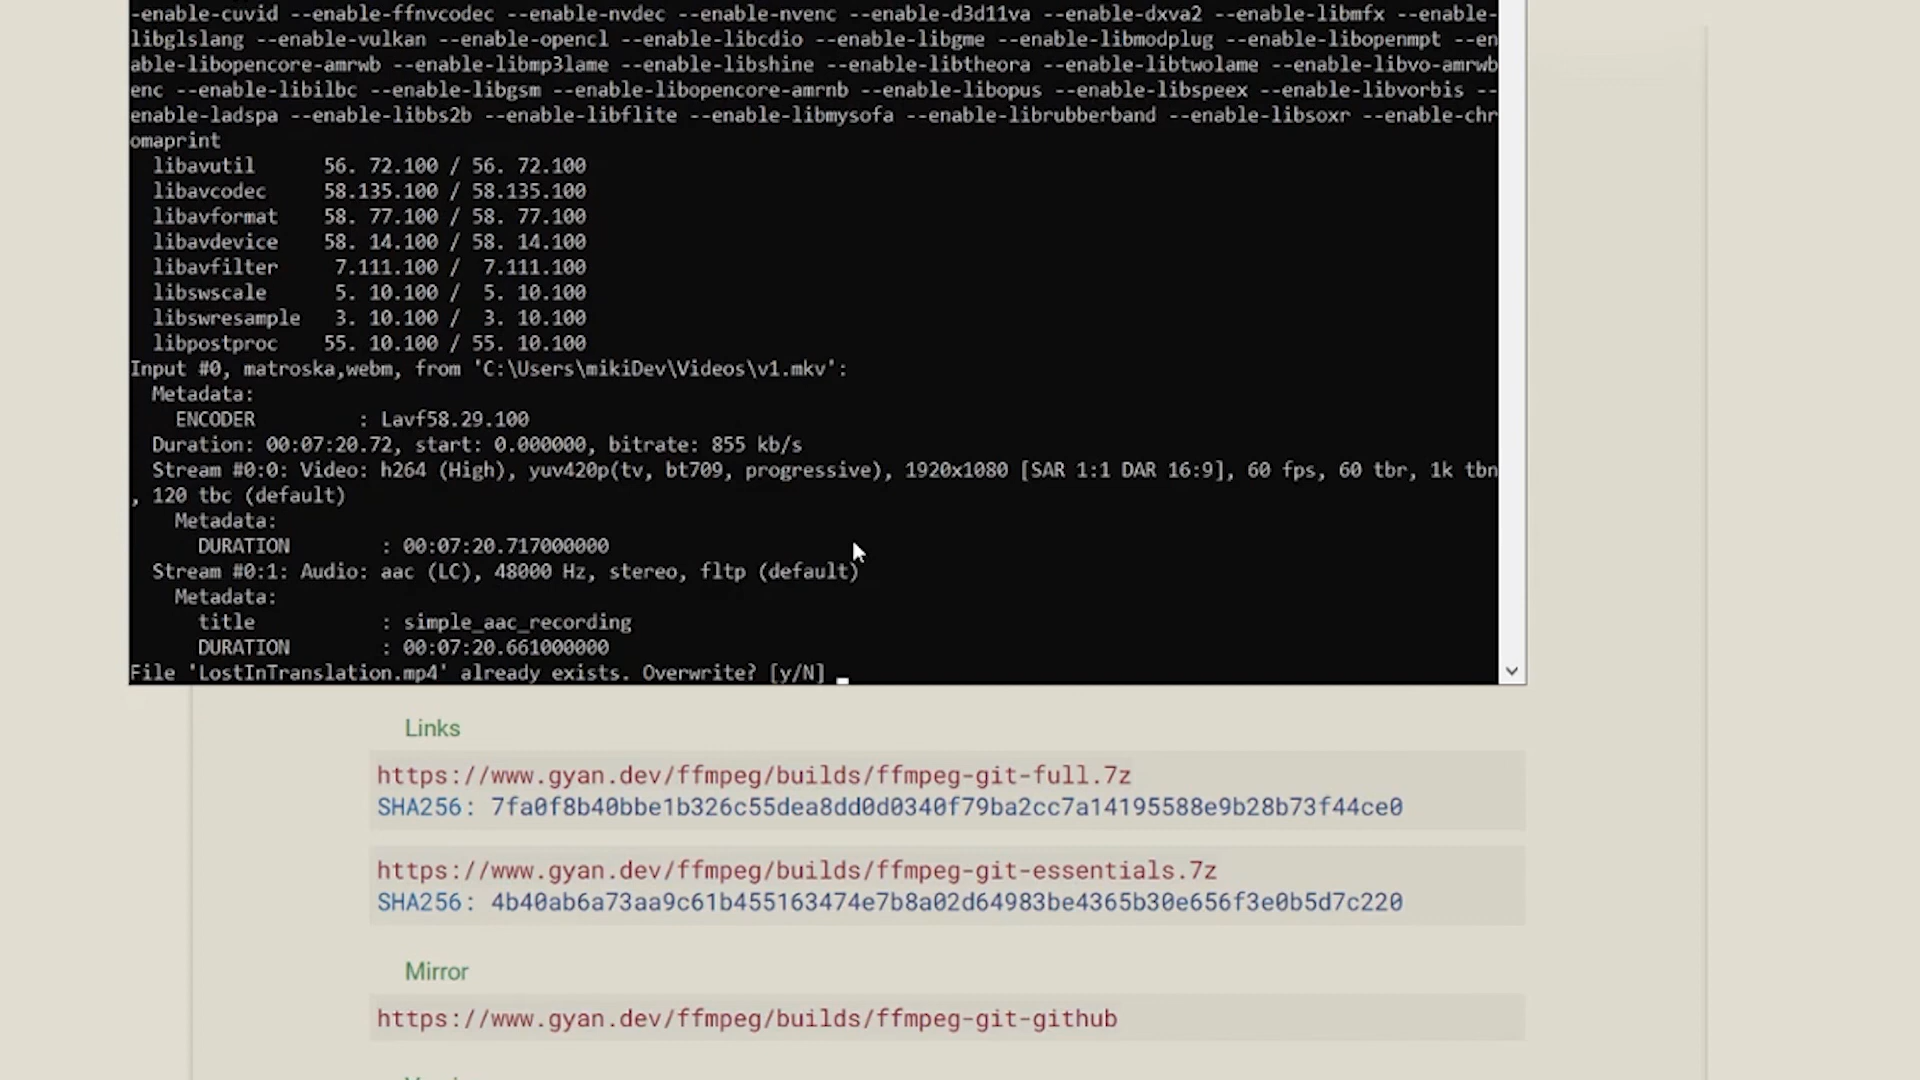 -enable-cuvid --enable-ffnvcodec --enable-nvdec --enable-nvenc --enable-d3d11va --enable-dxva2 --enable-libmfx --enable-
libglslang --enable-vulkan --enable-opencl --enable-libcdio --enable-libgme --enable-libmodplug --enable-libopenmpt --en
able-libopencore-amrwb --enable-libmp3lame --enable-libshine --enable-libtheora --enable-libtwolame --enable-libvo-amrwb
enc --enable-libilbc --enable-libgsm --enable-libopencore-amrnb --enable-libopus --enable-libspeex --enable-libvorbis --
enable-ladspa --enable-libbs2b --enable-libflite --enable-libmysofa --enable-librubberband --enable-libsoxr --enable-chr
omaprint
libavutil 56. 72.100 / 56. 72.100
libavcodec 58.135.100 / 58.135.100
libavformat 58. 77.100 / 58. 77.100
libavdevice 58. 14.100 / 58. 14.100
libavfilter 7.111.100 / 7.111.100
libswscale 5. 10.100 / 5. 10.100
libswresample 3. 10.100 / 3. 10.100
libpostproc 55. 10.100 / 55. 10.100
Input #0, matroska,webm, from 'C:\Users\mikiDev\Videos\v1.mkv':
Metadata:
ENCODER : Lavf58.29.100
Duration: 00:07:20.72, start: 0.000000, bitrate: 855 kb/s
Stream #0:0: Video: h264 (High), yuv420p(tv, bt709, progressive), 1920x1080 [SAR 1:1 DAR 16:9], 60 fps, 60 tbr, 1k tbn
, 120 tbc (default)
Metadata:
DURATION : 00:07:20.717000000
Stream #0:1: Audio: aac (LC), 48000 Hz, stereo, fltp (default)
Metadata:
title : simple_aac_recording
DURATION : 00:07:20.661000000
File 'LostInTranslation.mp4' already exists. Overwrite? [y/N]
Links
https://www.gyan.dev/ffmpeg/builds/ffmpeg-git-full.7z
SHA256: 7fa0f8b40bbe1b326c55dea8dd0d0340f79ba2cc7a14195588e9b28b73f44ce0
https://www.gyan.dev/ffmpeg/builds/ffmpeg-git-essentials.7z
SHA256: 4b40ab6a73aa9c61b455163474e7b8a02d64983be4365b30e656f3e0b5d7c220
Mirror
https://www.gyan.dev/ffmpeg/builds/ffmpeg-git-github